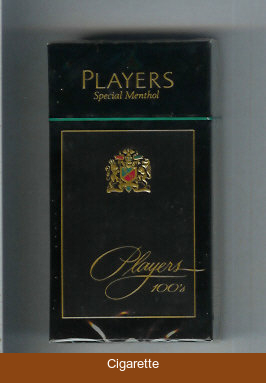 PLAYERS
Special Menthol
Players
100's
Cigarette